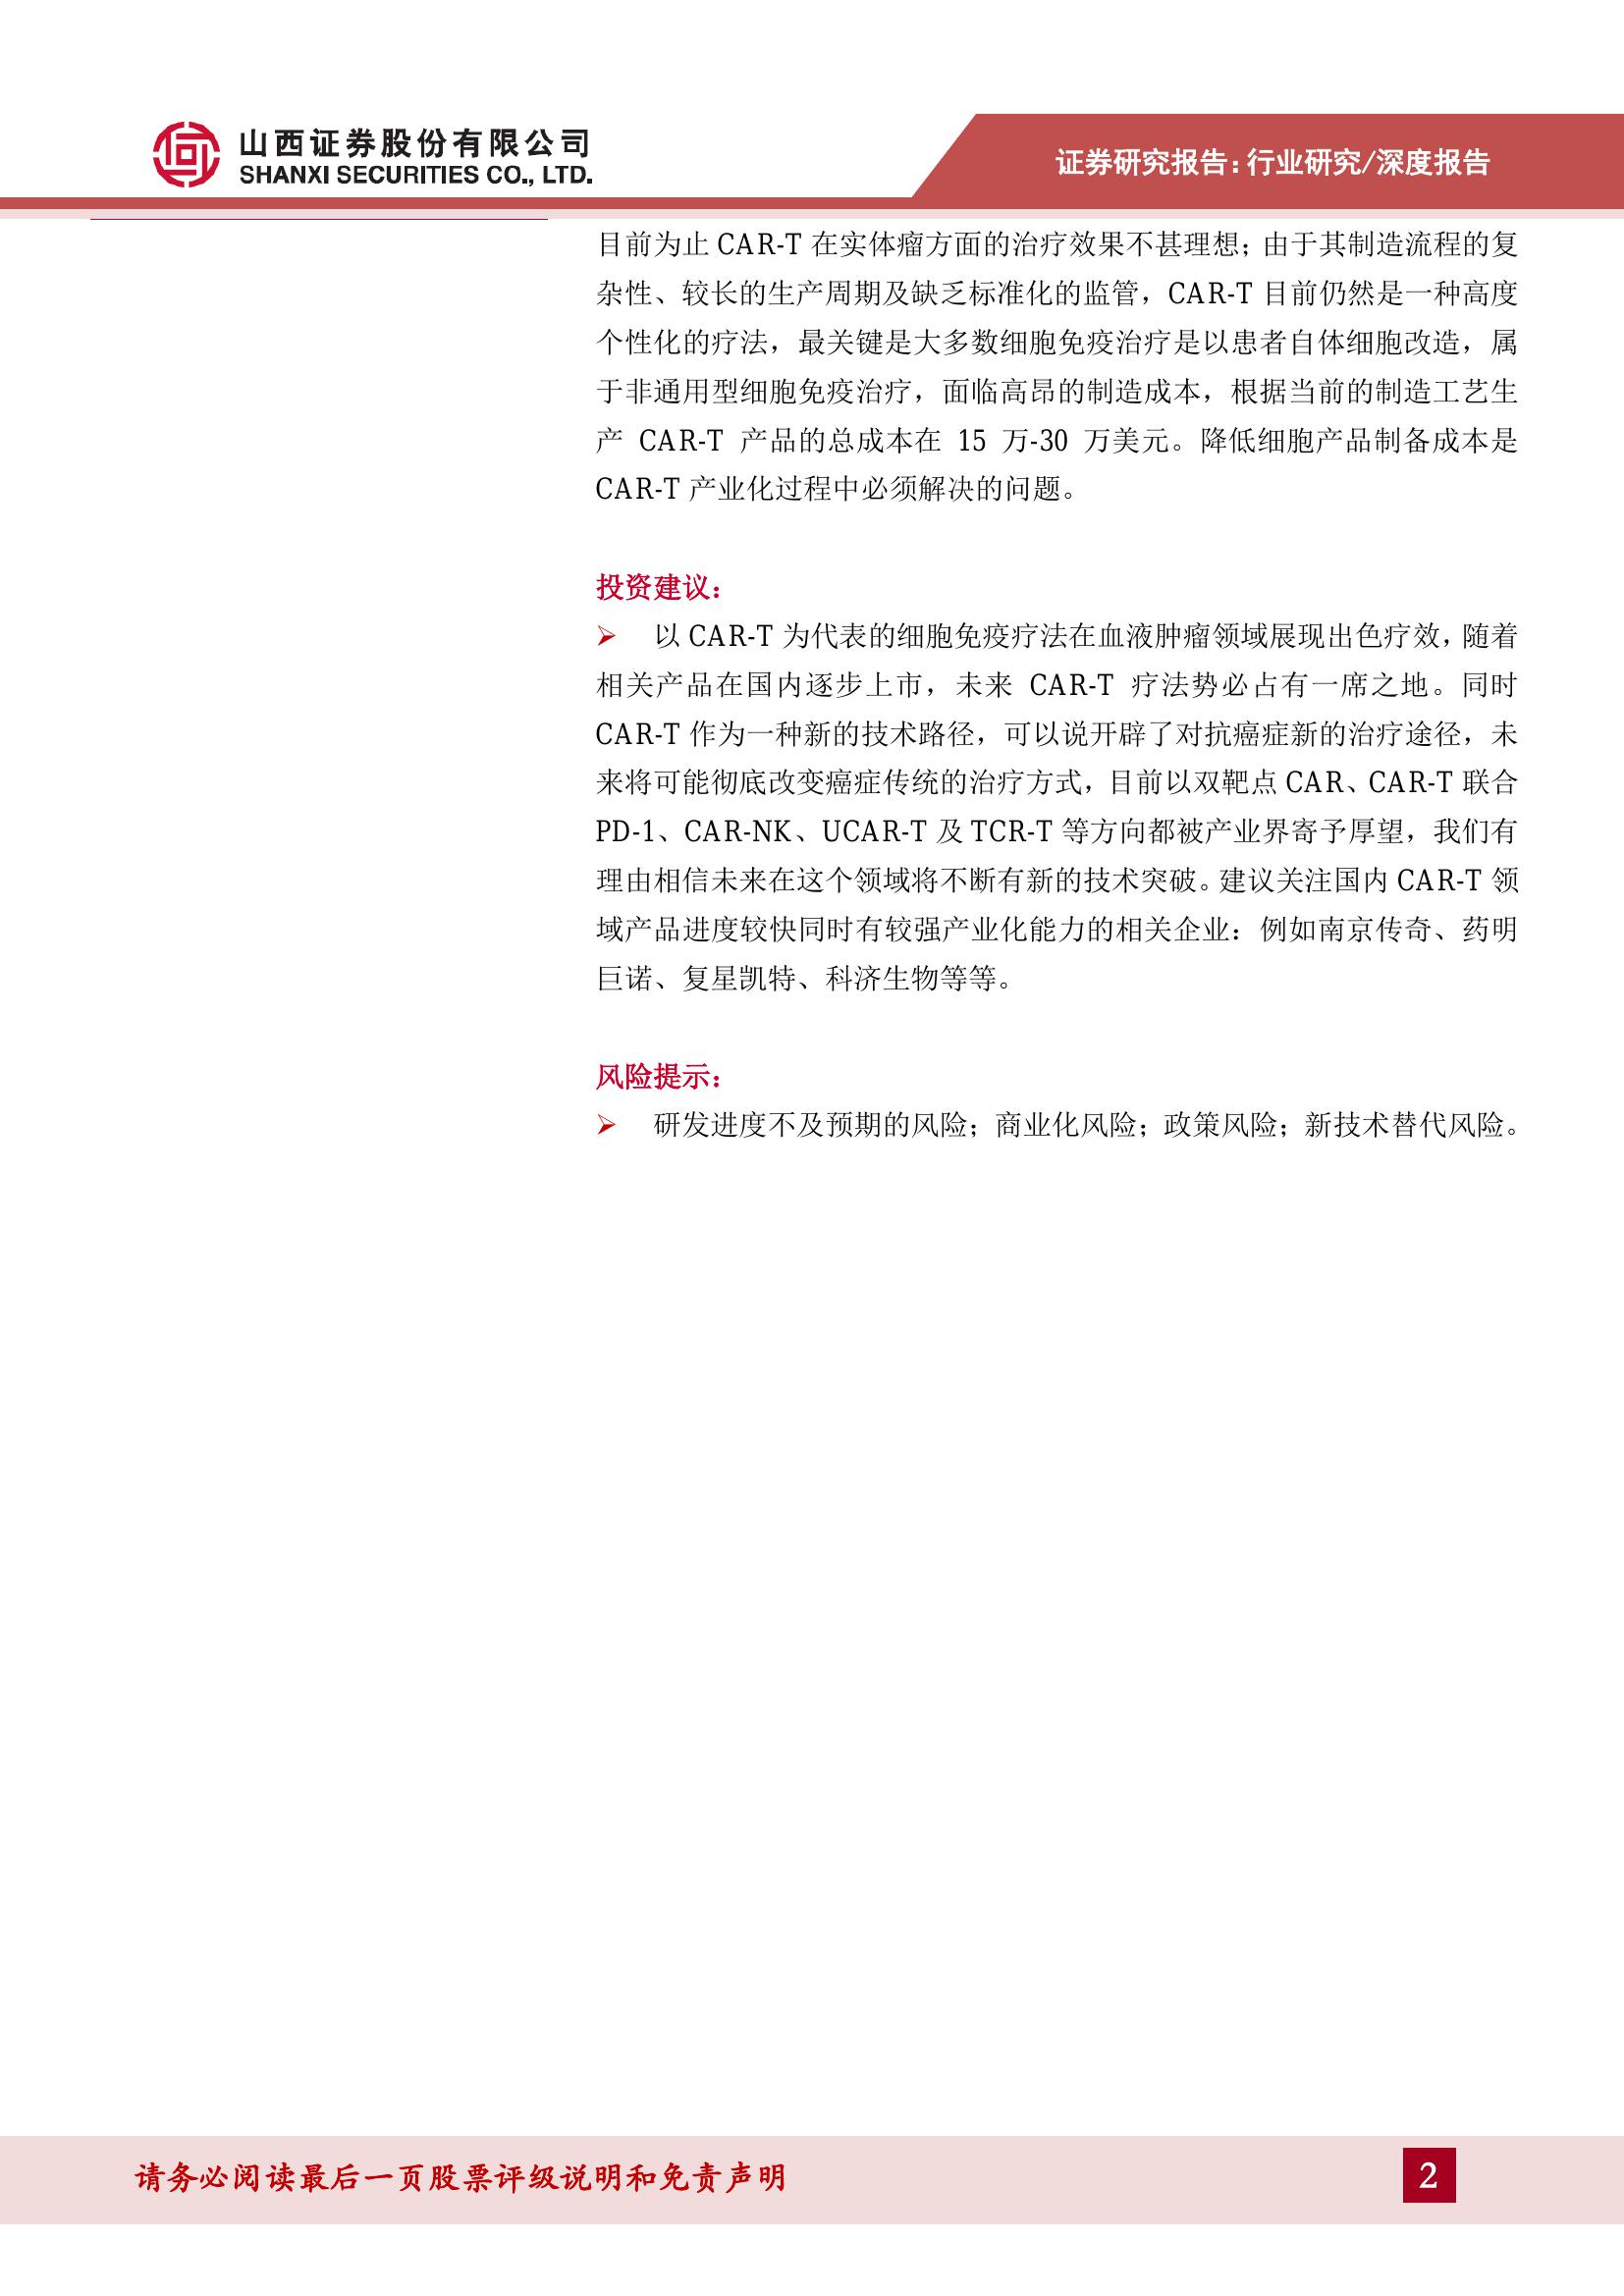 山西证券股份有限公司
SHANXI SECURITIES CO., LTD.
证券研究报告：行业研究/深度报告
目前为止 CAR-T 在实体瘤方面的治疗效果不甚理想；由于其制造流程的复
杂性、较长的生产周期及缺乏标准化的监管，CAR-T 目前仍然是一种高度
个性化的疗法，最关键是大多数细胞免疫治疗是以患者自体细胞改造，属
于非通用型细胞免疫治疗，面临高昂的制造成本，根据当前的制造工艺生
产 CAR-T 产品的总成本在 15 万-30 万美元。降低细胞产品制备成本是
CAR-T 产业化过程中必须解决的问题。
投资建议：
➢ 以 CAR-T 为代表的细胞免疫疗法在血液肿瘤领域展现出色疗效，随着
相关产品在国内逐步上市，未来 CAR-T 疗法势必占有一席之地。同时
CAR-T 作为一种新的技术路径，可以说开辟了对抗癌症新的治疗途径，未
来将可能彻底改变癌症传统的治疗方式，目前以双靶点 CAR、CAR-T 联合
PD-1、CAR-NK、UCAR-T 及 TCR-T 等方向都被产业界寄予厚望，我们有
理由相信未来在这个领域将不断有新的技术突破。建议关注国内 CAR-T 领
域产品进度较快同时有较强产业化能力的相关企业：例如南京传奇、药明
巨诺、复星凯特、科济生物等等。
风险提示：
➢ 研发进度不及预期的风险；商业化风险；政策风险；新技术替代风险。
请务必阅读最后一页股票评级说明和免责声明
2